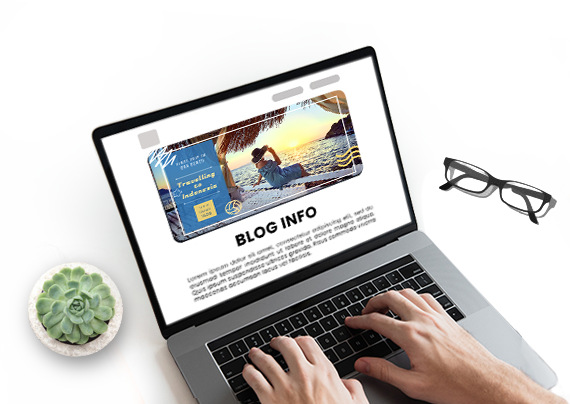 Travelling
to
Indonesia
BLOG INFO
Lorem ipsum dolor sit amet, consectetur adipiscing elit, sed do
eiusmod tempor incididunt ut labore et dolore magna aliqua.
Quis ipsum suspendisse ultrices gravida. Risus commodo viverra
maecenas accumsan lacus vel facilisis.